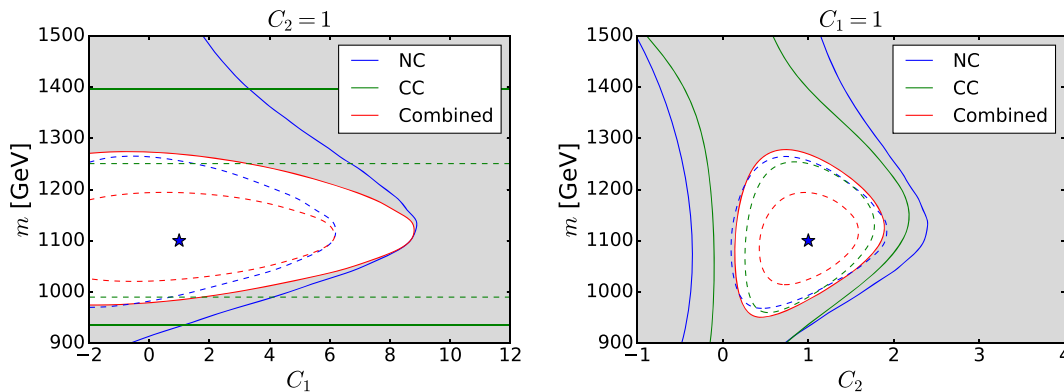 C₂ = 1
1500
1400
1300
1200
1100
1000
900
m [GeV]
NC
CC
Combined
−2 0 2 4 6 8 10 12
C₁
C₁ = 1
1500
1400
1300
1200
1100
1000
900
m [GeV]
NC
CC
Combined
−1 0 1 2 3 4
C₂